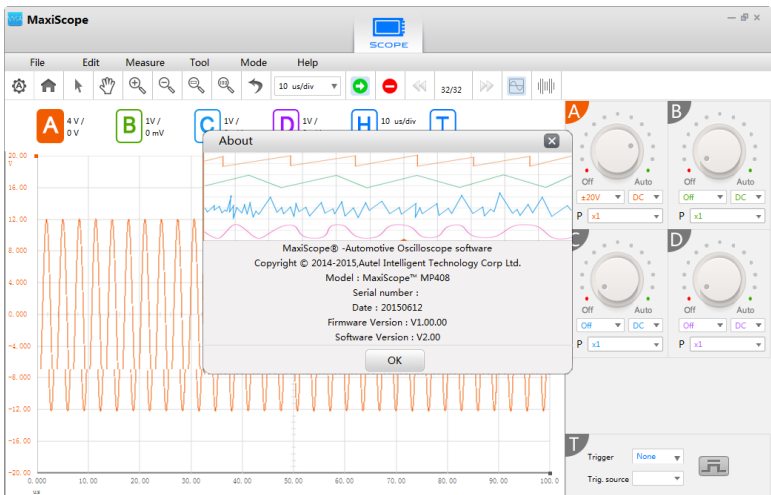 MaxiScope
SCOPE
File Edit Measure Tool Mode Help
10 us/div 32/32
A 4 V / 0 V
B 1V / 0 mV
C 1V /
D 1V /
H 10 us/div
T
About
MaxiScope® -Automotive Oscilloscope software
Copyright © 2014-2015,Autel Intelligent Technology Corp Ltd.
Model : MaxiScope™ MP408
Serial number :
Date : 20150612
Firmware Version : V1.00.00
Software Version : V2.00
OK
20.00
V
16.00
12.00
8.000
4.000
0.000
-4.000
-8.000
-12.00
-16.00
-20.00
0.000 10.00 20.00 30.00 40.00 50.00 60.00 70.00 80.00 90.00 100.0
us
A
Off Auto
±20V DC
P x1
B
Off Auto
Off DC
P x1
C
Off Auto
Off DC
P x1
D
Off Auto
Off DC
P x1
T
Trigger None
Trig. source